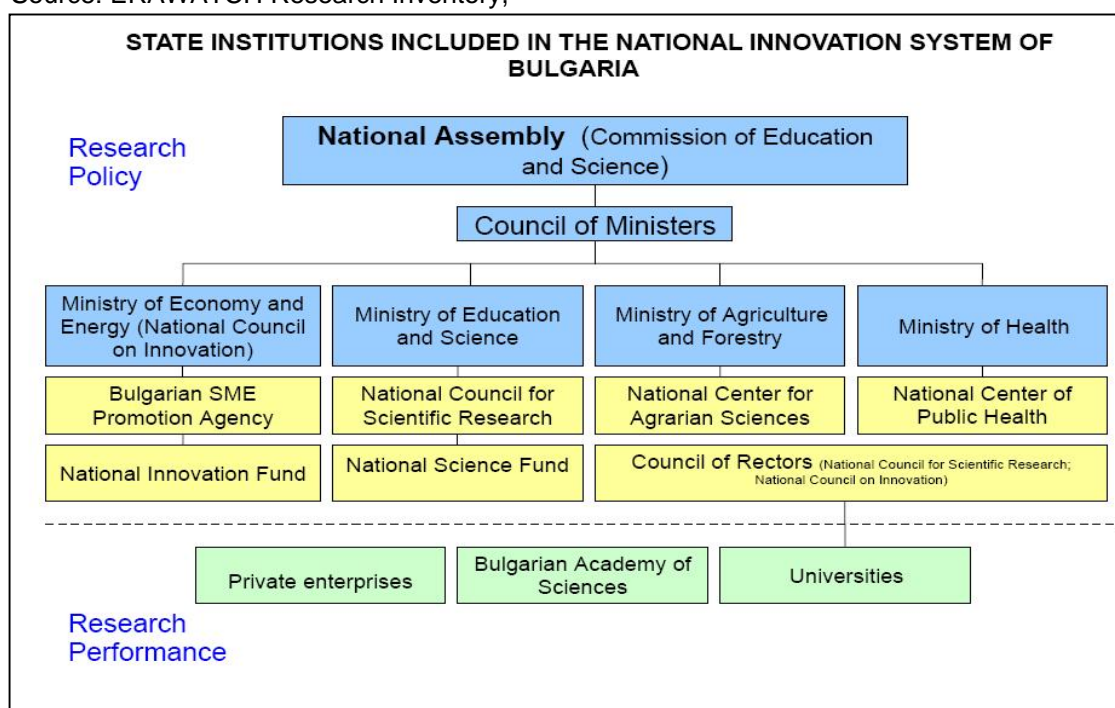 Source: ERAWATCH Research Inventory,
STATE INSTITUTIONS INCLUDED IN THE NATIONAL INNOVATION SYSTEM OF
BULGARIA
Research
Policy
National Assembly (Commission of Education
and Science)
Council of Ministers
Ministry of Economy and
Energy (National Council
on Innovation)
Ministry of Education
and Science
Ministry of Agriculture
and Forestry
Ministry of Health
Bulgarian SME
Promotion Agency
National Council for
Scientific Research
National Center for
Agrarian Sciences
National Center of
Public Health
National Innovation Fund
National Science Fund
Council of Rectors (National Council for Scientific Research;
National Council on Innovation)
Private enterprises
Bulgarian Academy of
Sciences
Universities
Research
Performance